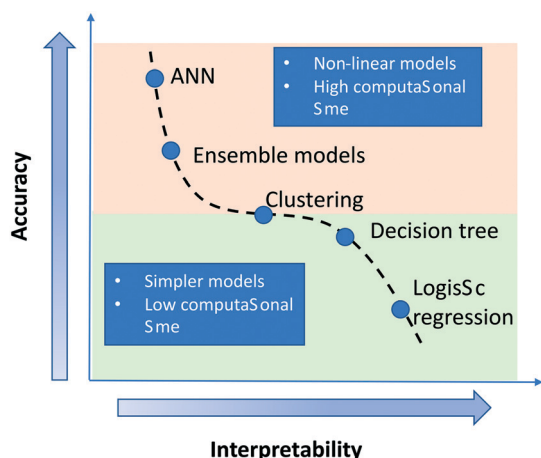 ANN
• Non-linear models
• High computaSonal
Sme
Ensemble models
Clustering
Decision tree
• Simpler models
• Low computaSonal
Sme
LogisSc
regression
Accuracy
Interpretability